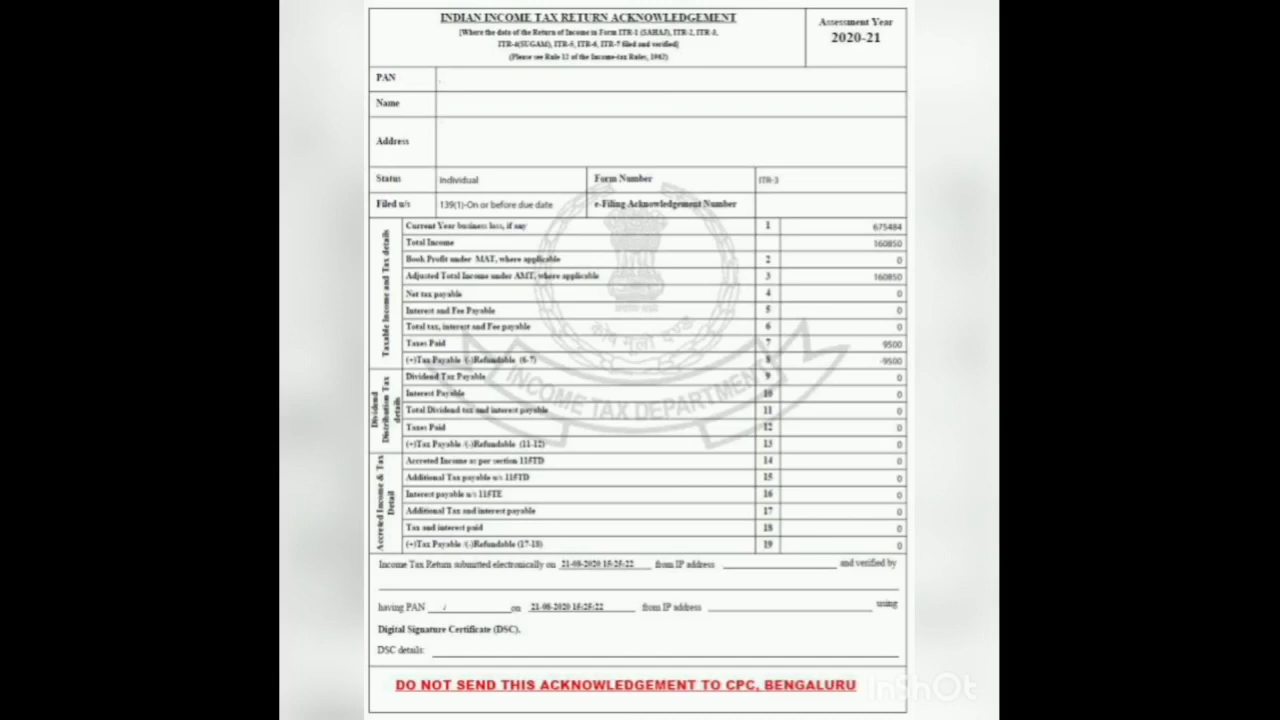 INDIAN INCOME TAX RETURN ACKNOWLEDGEMENT
[Where the data of the Return of Income in Form ITR-1 (SAHAJ), ITR-2, ITR-3,
ITR-4(SUGAM), ITR-5, ITR-6, ITR-7 filed and verified]
(Please see Rule 12 of the Income-tax Rules, 1962)
Assessment Year
2020-21
PAN
Name
Address
Status Individual Form Number ITR-3
Filed u/s 139(1)-On or before due date e-Filing Acknowledgement Number
Taxable Income and Tax details
Current Year business loss, if any 1 675484
Total Income 160850
Book Profit under MAT, where applicable 2 0
Adjusted Total Income under AMT, where applicable 3 160850
Net tax payable 4 0
Interest and Fee Payable 5 0
Total tax, interest and Fee payable 6 0
Taxes Paid 7 9500
(+)Tax Payable /(-)Refundable (6-7) 8 -9500
Dividend Distribution Tax details
Dividend Tax Payable 9 0
Interest Payable 10 0
Total Dividend tax and interest payable 11 0
Taxes Paid 12 0
(+)Tax Payable /(-)Refundable (11-12) 13 0
Accreted Income & Tax Detail
Accreted Income as per section 115TD 14 0
Additional Tax payable u/s 115TD 15 0
Interest payable u/s 115TE 16 0
Additional Tax and interest payable 17 0
Tax and interest paid 18 0
(+)Tax Payable /(-)Refundable (17-18) 19 0
कोष मूलो दण्ड
INCOME TAX DEPARTMENT
Income Tax Return submitted electronically on 21-08-2020 15:25:22 from IP address and verified by
having PAN on 21-08-2020 15:25:22 from IP address using
Digital Signature Certificate (DSC).
DSC details:
DO NOT SEND THIS ACKNOWLEDGEMENT TO CPC, BENGALURU
InShOt